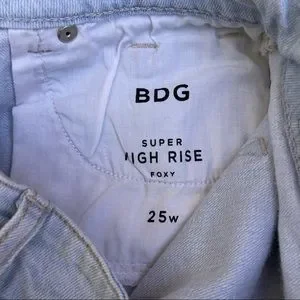 BDG
SUPER
HIGH RISE
FOXY
25w